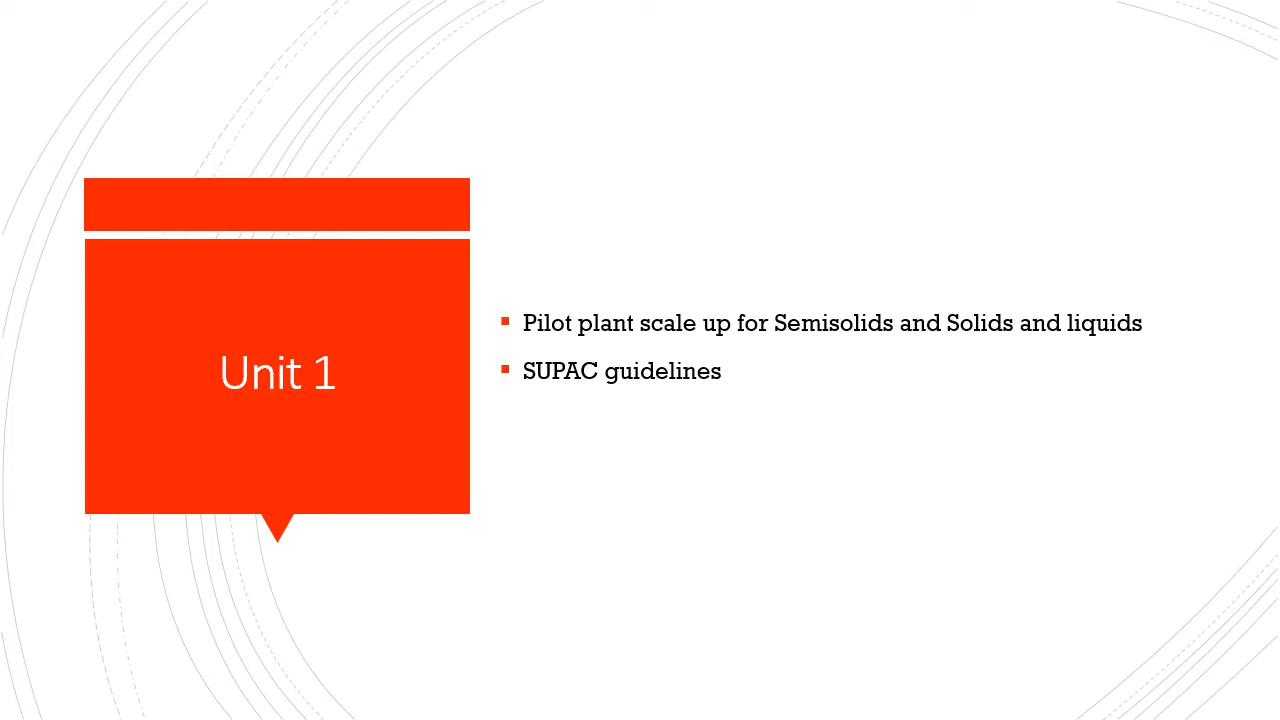 Unit 1
Pilot plant scale up for Semisolids and Solids and liquids
SUPAC guidelines